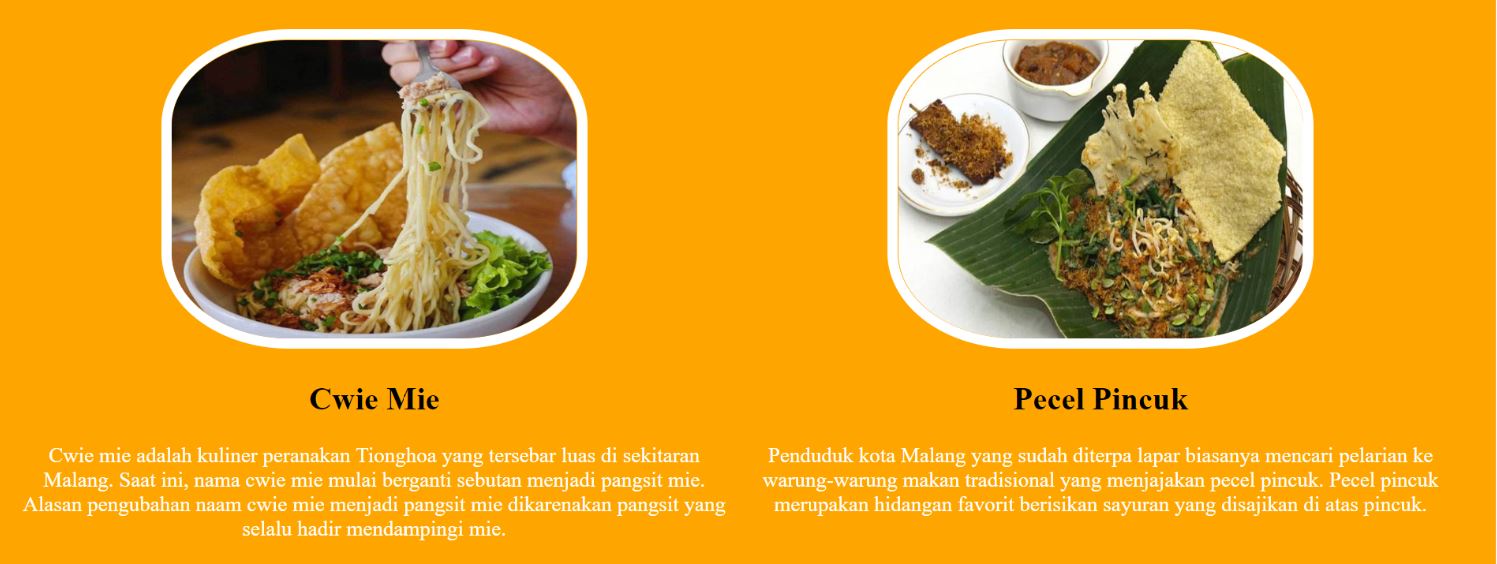 Cwie Mie
Cwie mie adalah kuliner peranakan Tionghoa yang tersebar luas di sekitaran
Malang. Saat ini, nama cwie mie mulai berganti sebutan menjadi pangsit mie.
Alasan pengubahan naam cwie mie menjadi pangsit mie dikarenakan pangsit yang
selalu hadir mendampingi mie.
Pecel Pincuk
Penduduk kota Malang yang sudah diterpa lapar biasanya mencari pelarian ke
warung-warung makan tradisional yang menjajakan pecel pincuk. Pecel pincuk
merupakan hidangan favorit berisikan sayuran yang disajikan di atas pincuk.